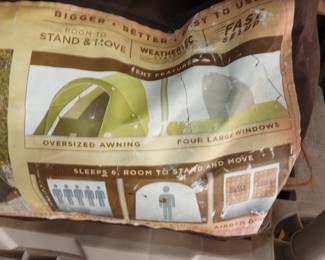 BIGGER • BETTER • EASY TO USE
ROOM TO
STAND & MOVE
WEATHERTEC
FAST
TENT FEATURES
OVERSIZED AWNING
FOUR LARGE WINDOWS
SLEEPS 6, ROOM TO STAND AND MOVE